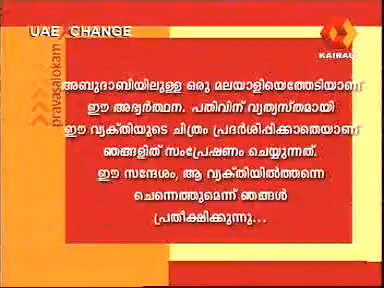 UAE XCHANGE
KAIRALI
pravasalokam
അബുദാബിയിലുള്ള ഒരു മലയാളിയെത്തേടിയാണ്
ഈ അഭ്യർത്ഥന. പതിവിന് വ്യത്യസ്തമായി
ഈ വ്യക്തിയുടെ ചിത്രം പ്രദർശിപ്പിക്കാതെയാണ്
ഞങ്ങളിത് സംപ്രേഷണം ചെയ്യുന്നത്.
ഈ സന്ദേശം, ആ വ്യക്തിയിൽത്തന്നെ
ചെന്നെത്തുമെന്ന് ഞങ്ങൾ
പ്രതീക്ഷിക്കുന്നു...